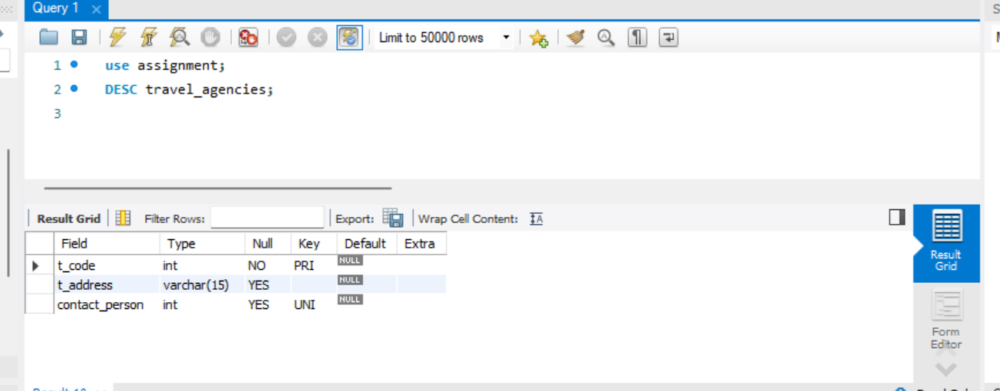 Query 1
Limit to 50000 rows
1 use assignment;
2 DESC travel_agencies;
3
Result Grid Filter Rows: Export: Wrap Cell Content:
Field Type Null Key Default Extra
t_code int NO PRI NULL
t_address varchar(15) YES NULL
contact_person int YES UNI NULL
Result
Grid
Form
Editor